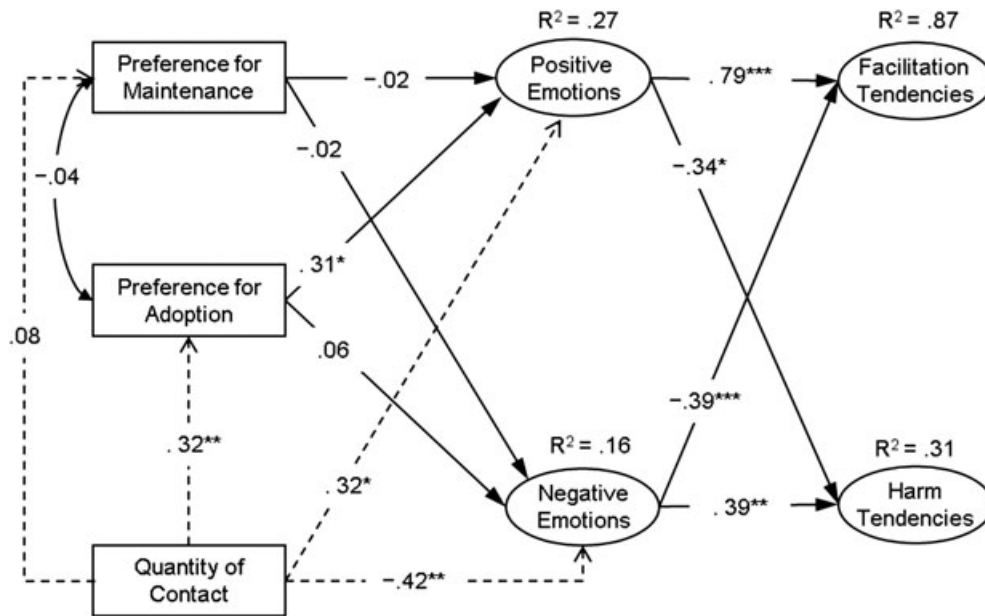 R² = .27
R² = .87
Preference for
Maintenance
−.02
Positive
Emotions
.79***
Facilitation
Tendencies
−.02
−.34*
−.04
.31*
Preference for
Adoption
.08
.06
−.39***
.32**
.32*
R² = .16
R² = .31
Negative
Emotions
.39**
Harm
Tendencies
Quantity of
Contact
−.42**